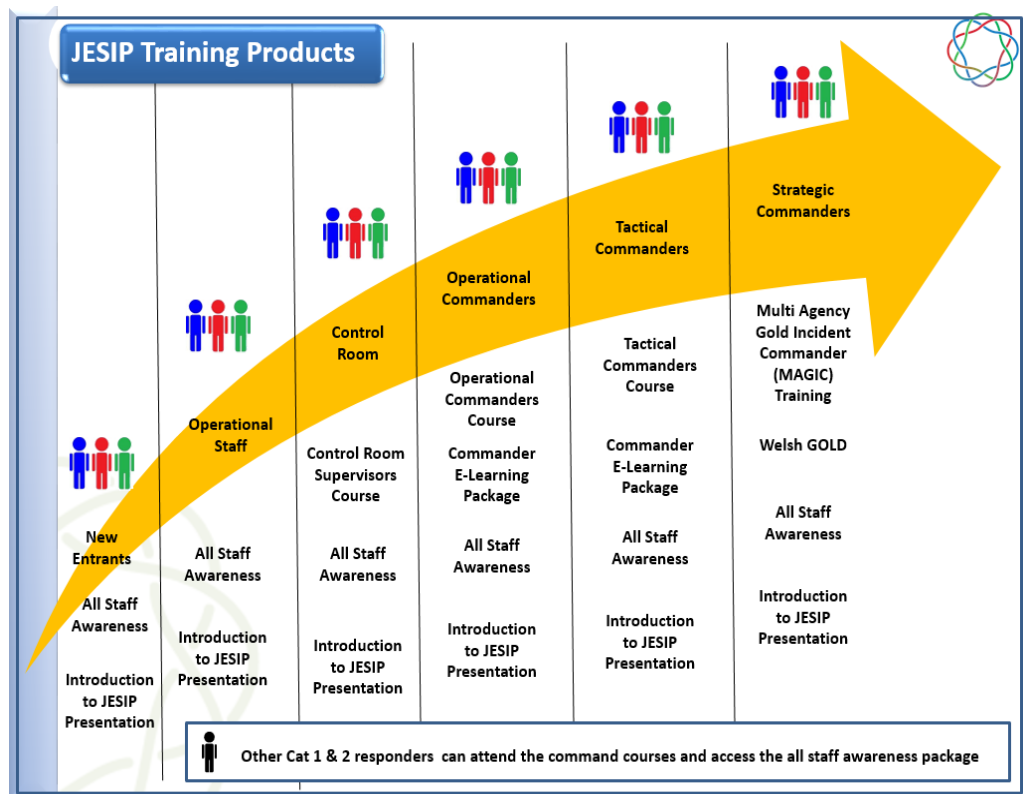 JESIP Training Products
New
Entrants
All Staff
Awareness
Introduction
to JESIP
Presentation
Operational
Staff
All Staff
Awareness
Introduction
to JESIP
Presentation
Control
Room
Control Room
Supervisors
Course
All Staff
Awareness
Introduction
to JESIP
Presentation
Operational
Commanders
Operational
Commanders
Course
Commander
E-Learning
Package
All Staff
Awareness
Introduction
to JESIP
Presentation
Tactical
Commanders
Tactical
Commanders
Course
Commander
E-Learning
Package
All Staff
Awareness
Introduction
to JESIP
Presentation
Strategic
Commanders
Multi Agency
Gold Incident
Commander
(MAGIC)
Training
Welsh GOLD
All Staff
Awareness
Introduction
to JESIP
Presentation
Other Cat 1 & 2 responders can attend the command courses and access the all staff awareness package